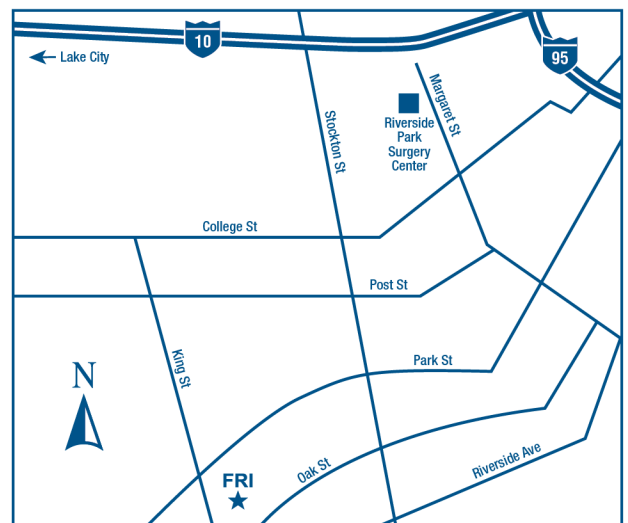 10
95
Lake City
Margaret St
Stockton St
Riverside
Park
Surgery
Center
College St
Post St
King St
Park St
N
Oak St
Riverside Ave
FRI